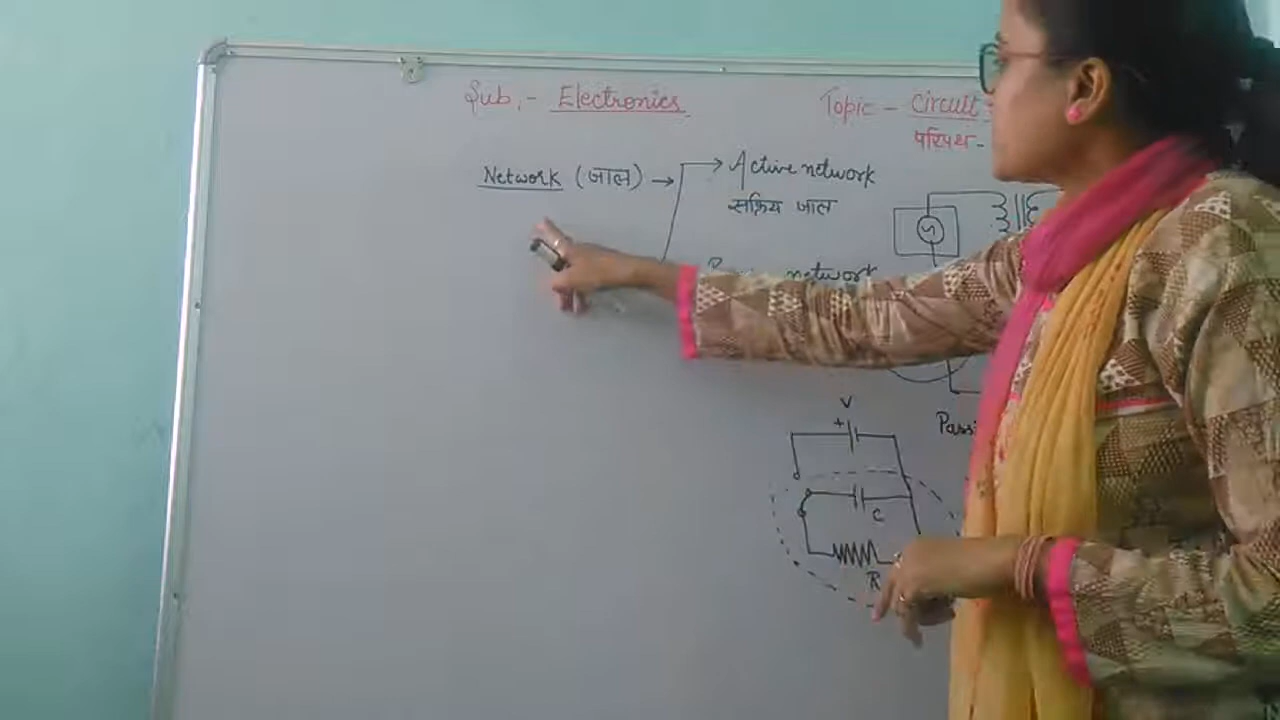 Sub. - Electronics
Topic - Circuit
परिपथ -
Network (जाल) → Active network
सक्रिय जाल
network
V
+
C
R